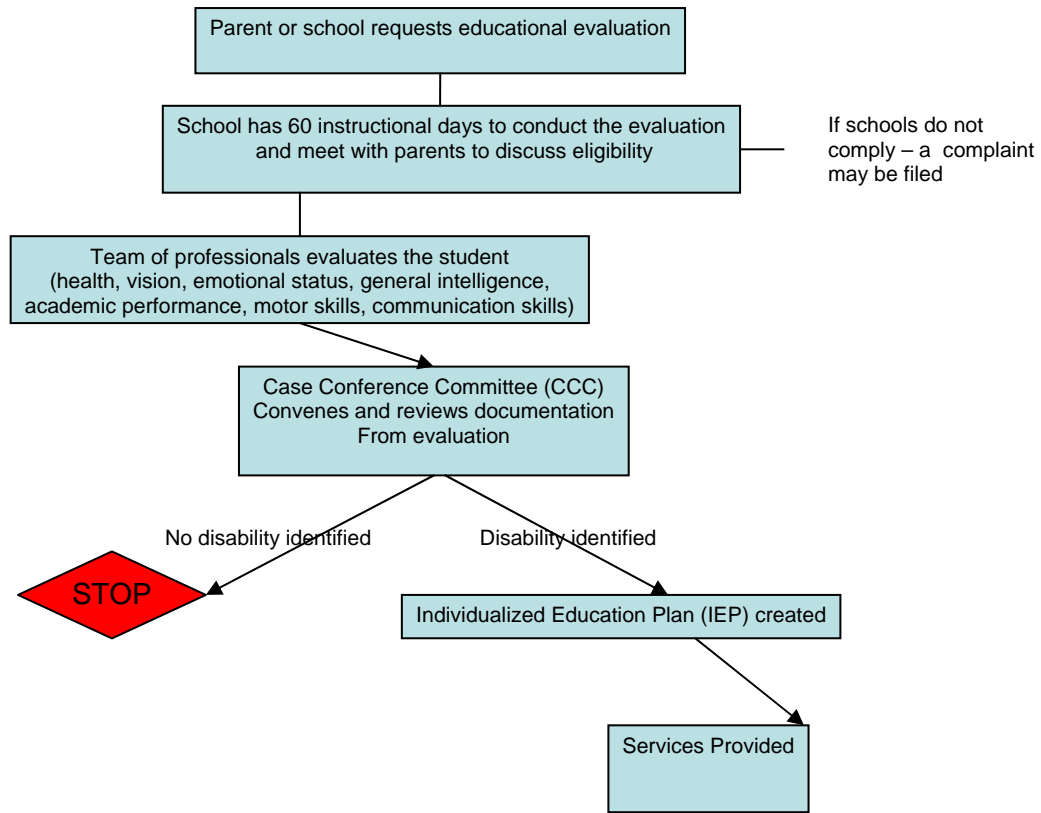 Parent or school requests educational evaluation
School has 60 instructional days to conduct the evaluation
and meet with parents to discuss eligibility
If schools do not
comply – a complaint
may be filed
Team of professionals evaluates the student
(health, vision, emotional status, general intelligence,
academic performance, motor skills, communication skills)
Case Conference Committee (CCC)
Convenes and reviews documentation
From evaluation
No disability identified
Disability identified
STOP
Individualized Education Plan (IEP) created
Services Provided